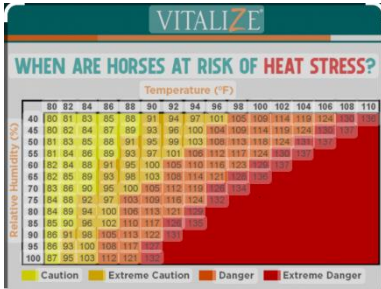 VITALIZE®
WHEN ARE HORSES AT RISK OF HEAT STRESS?
Temperature (°F)
80 82 84 86 88 90 92 94 96 98 100 102 104 106 108 110
Relative Humidity (%)
40 80 81 83 85 88 91 94 97 101 105 109 114 119 124 130 136
45 80 82 84 87 89 93 96 100 104 109 114 119 124 130 137
50 81 83 85 88 91 95 99 103 108 113 118 124 131 137
55 81 84 86 89 93 97 101 106 112 117 124 130 137
60 82 84 88 91 95 100 105 110 116 123 129 137
65 82 85 89 93 98 103 108 114 121 128 136
70 83 86 90 95 100 105 112 119 126 134
75 84 88 92 97 103 109 116 124 132
80 84 89 94 100 106 113 121 129
85 85 90 96 102 110 117 126 135
90 86 91 98 105 113 122 131
95 86 93 100 108 117 127
100 87 95 103 112 121 132
Caution Extreme Caution Danger Extreme Danger